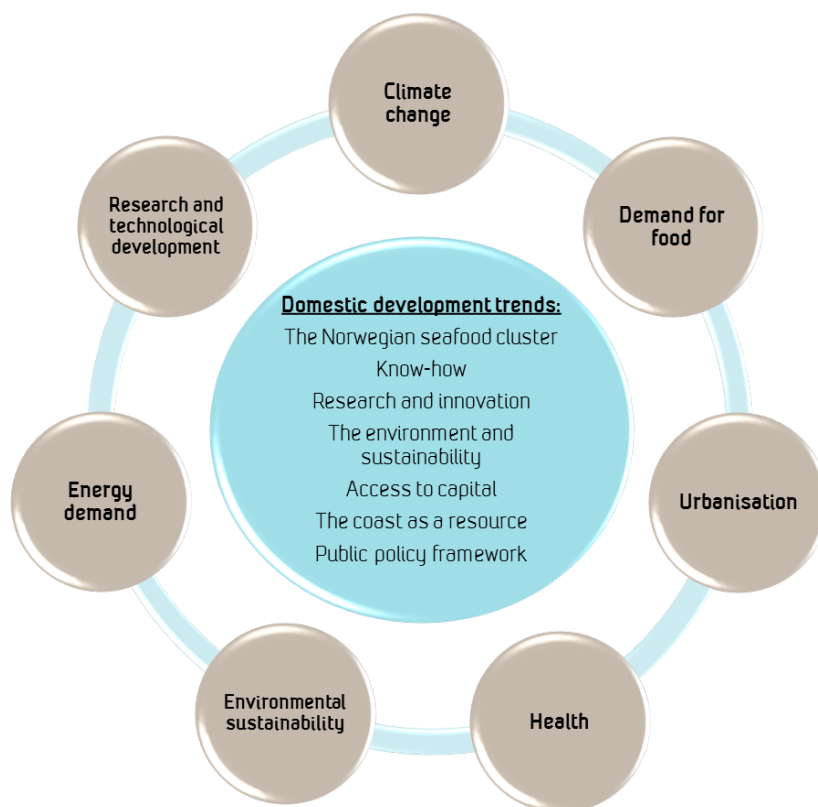 Climate
change
Research and
technological
development
Demand for
food
Domestic development trends:
The Norwegian seafood cluster
Know-how
Research and innovation
The environment and
sustainability
Access to capital
The coast as a resource
Public policy framework
Energy
demand
Urbanisation
Environmental
sustainability
Health